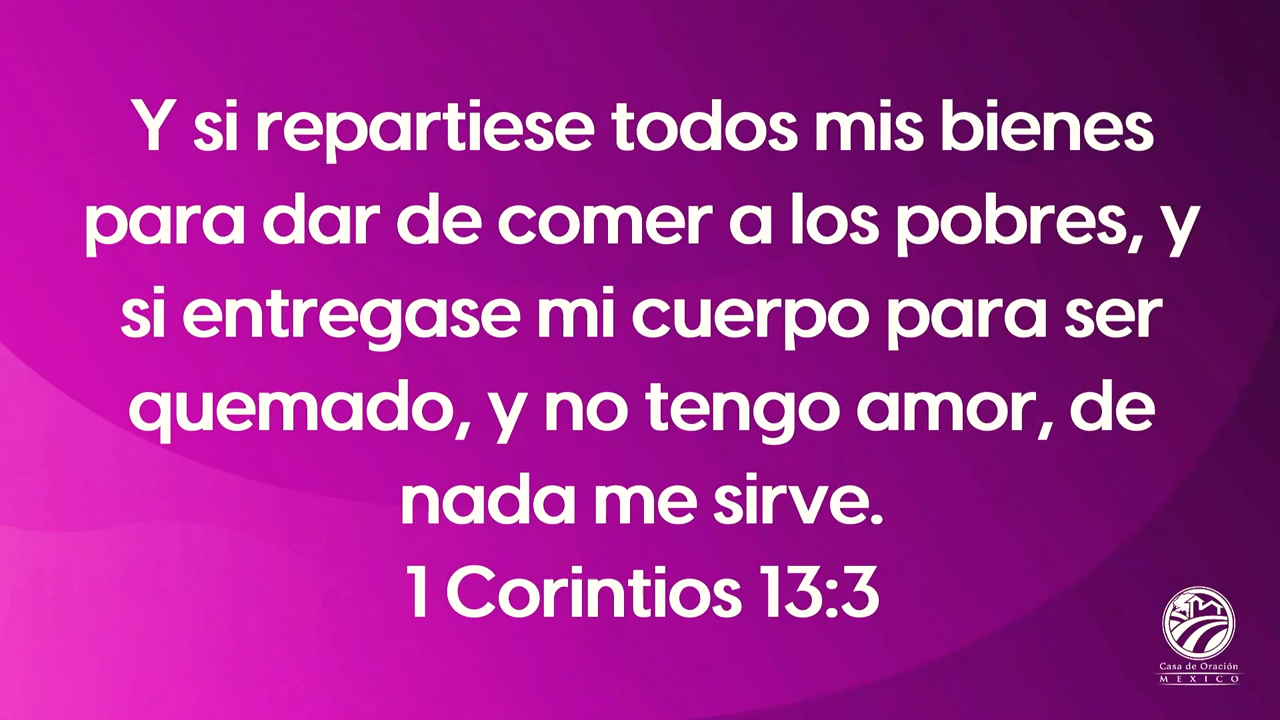 Y si repartiese todos mis bienes
para dar de comer a los pobres, y
si entregase mi cuerpo para ser
quemado, y no tengo amor, de
nada me sirve.
1 Corintios 13:3
Casa de Oración
MEXICO